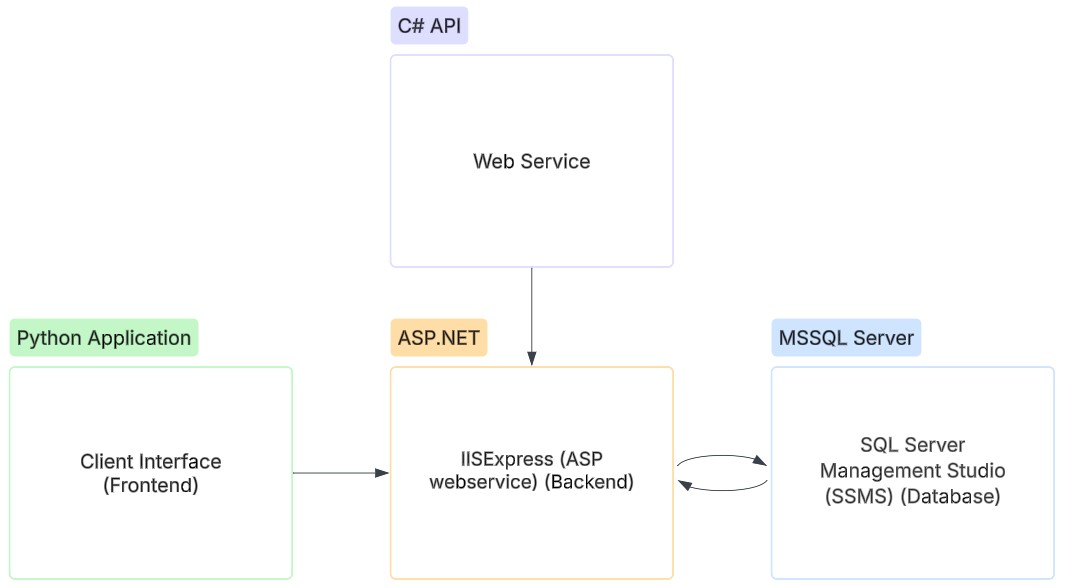 C# API
Web Service
Python Application
ASP.NET
MSSQL Server
Client Interface
(Frontend)
IISExpress (ASP
webservice) (Backend)
SQL Server
Management Studio
(SSMS) (Database)